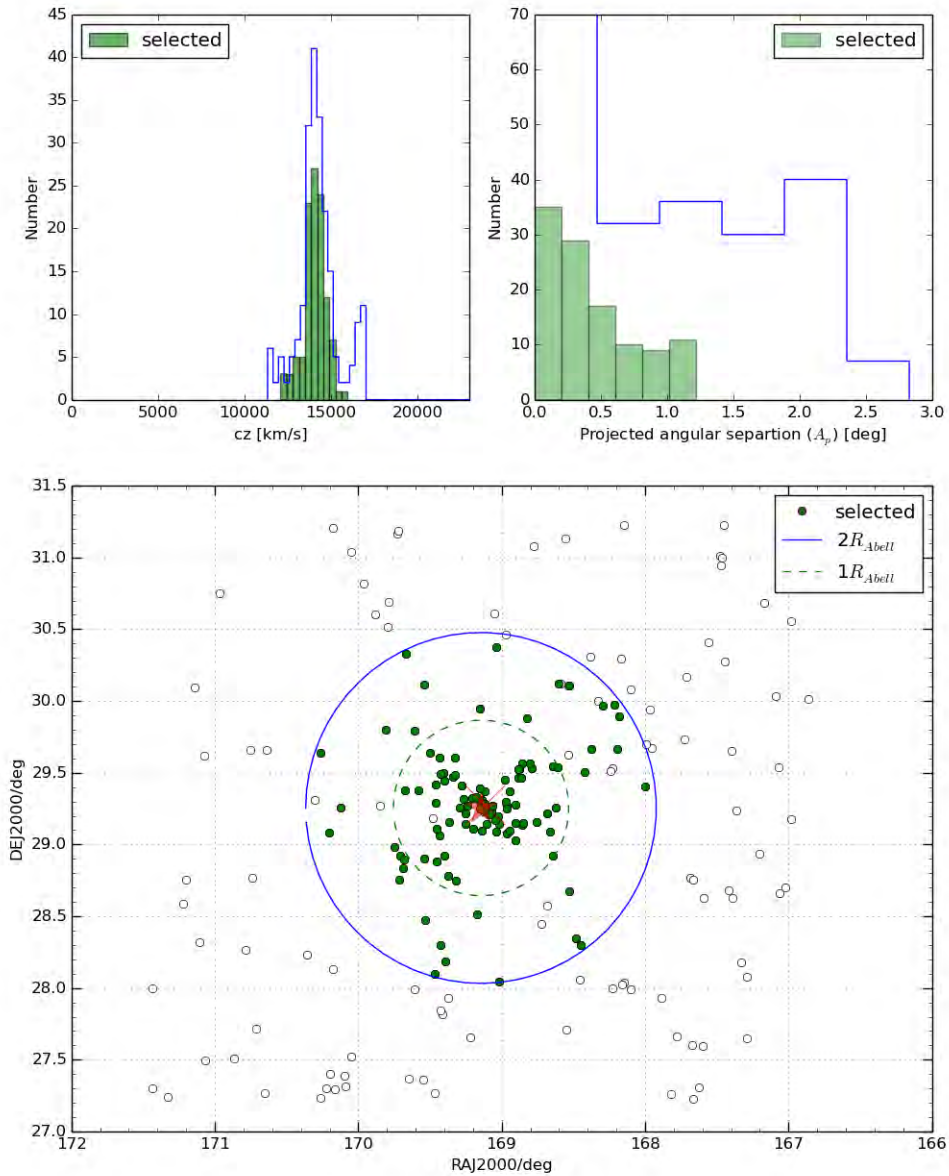 45
40
35
30
25
20
15
10
5
0
Number
selected
0 5000 10000 15000 20000
cz [km/s]
70
60
50
40
30
20
10
0
Number
selected
0.0 0.5 1.0 1.5 2.0 2.5 3.0
Projected angular separtion (A_p) [deg]
31.5
31.0
30.5
30.0
29.5
29.0
28.5
28.0
27.5
27.0
DEJ2000/deg
selected
2R_Abell
1R_Abell
172 171 170 169 168 167 166
RAJ2000/deg